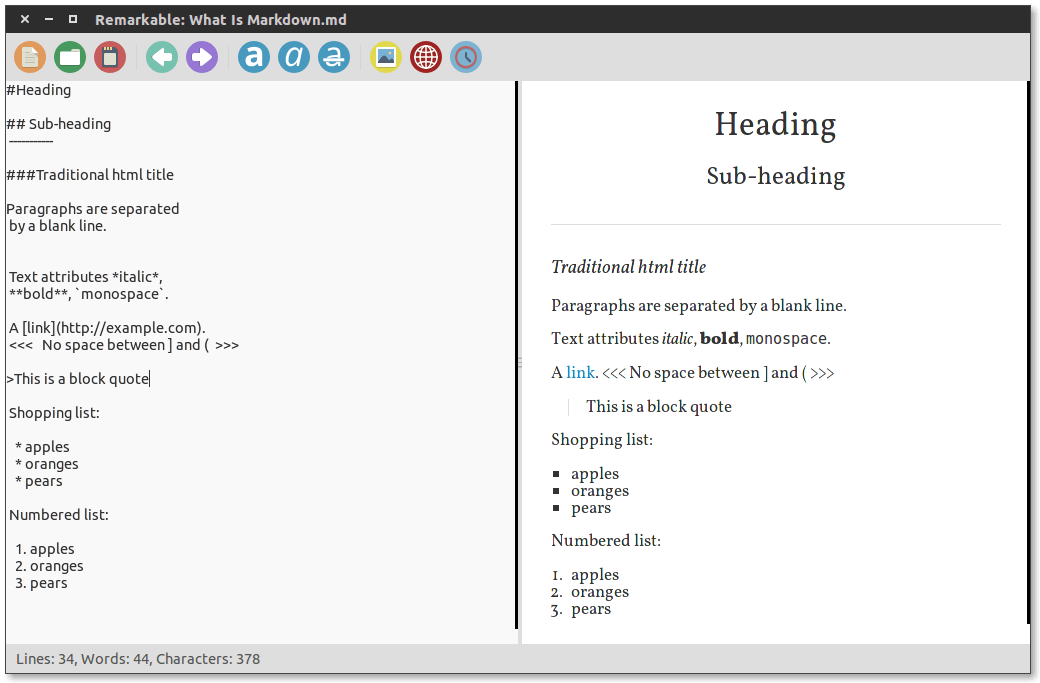 Remarkable: What Is Markdown.md
a a a
#Heading
## Sub-heading
-----------
###Traditional html title
Paragraphs are separated
by a blank line.
Text attributes *italic*,
**bold**, `monospace`.
A [link](http://example.com).
<<<   No space between ] and (  >>>
>This is a block quote
Shopping list:
* apples
* oranges
* pears
Numbered list:
1. apples
2. oranges
3. pears
Heading
Sub-heading
Traditional html title
Paragraphs are separated by a blank line.
Text attributes italic, bold, monospace.
A link. <<< No space between ] and ( >>>
This is a block quote
Shopping list:
apples
oranges
pears
Numbered list:
1. apples
2. oranges
3. pears
Lines: 34, Words: 44, Characters: 378